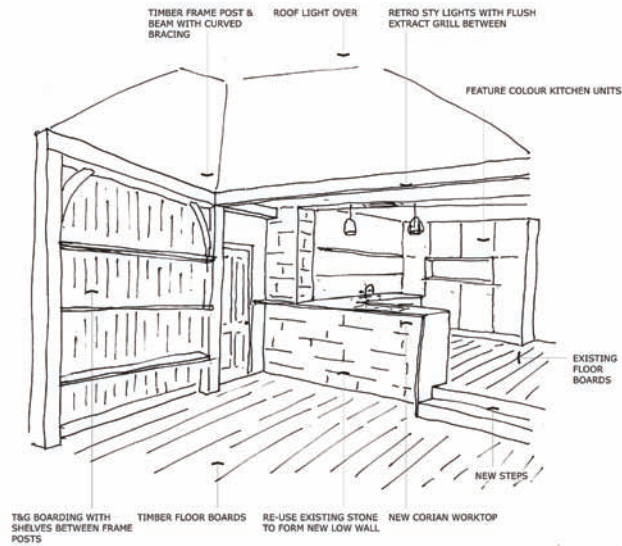 TIMBER FRAME POST &
BEAM WITH CURVED
BRACING
ROOF LIGHT OVER
RETRO STY LIGHTS WITH FLUSH
EXTRACT GRILL BETWEEN
FEATURE COLOUR KITCHEN UNITS
EXISTING
FLOOR
BOARDS
NEW STEPS
T&G BOARDING WITH
SHELVES BETWEEN FRAME
POSTS
TIMBER FLOOR BOARDS
RE-USE EXISTING STONE
TO FORM NEW LOW WALL
NEW CORIAN WORKTOP